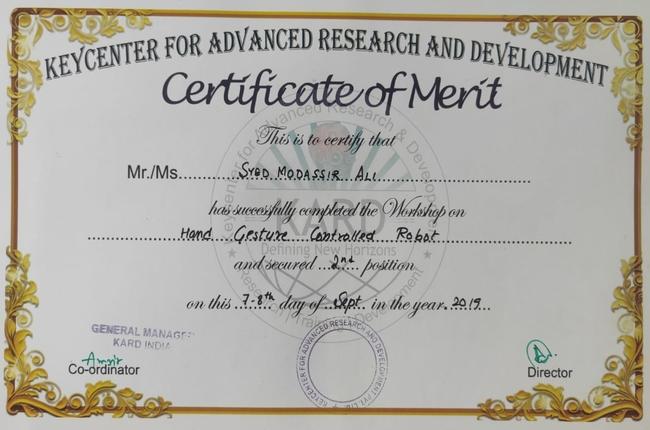 KEYCENTER FOR ADVANCED RESEARCH AND DEVELOPMENT
Certificate of Merit
This is to certify that
Mr./Ms. Syed Modassir Ali
has successfully completed the Workshop on
Hand Gesture Controlled Robot
and secured 2nd position
on this 7-8th day of Sept. in the year 2019
Keycenter for Advanced Research & Development
KARD
Defining New Horizons
Research, Training & Development
GENERAL MANAGER
KARD INDIA
Co-ordinator
KEYCENTER FOR ADVANCED RESEARCH AND DEVELOPMENT PVT. LTD.
Director